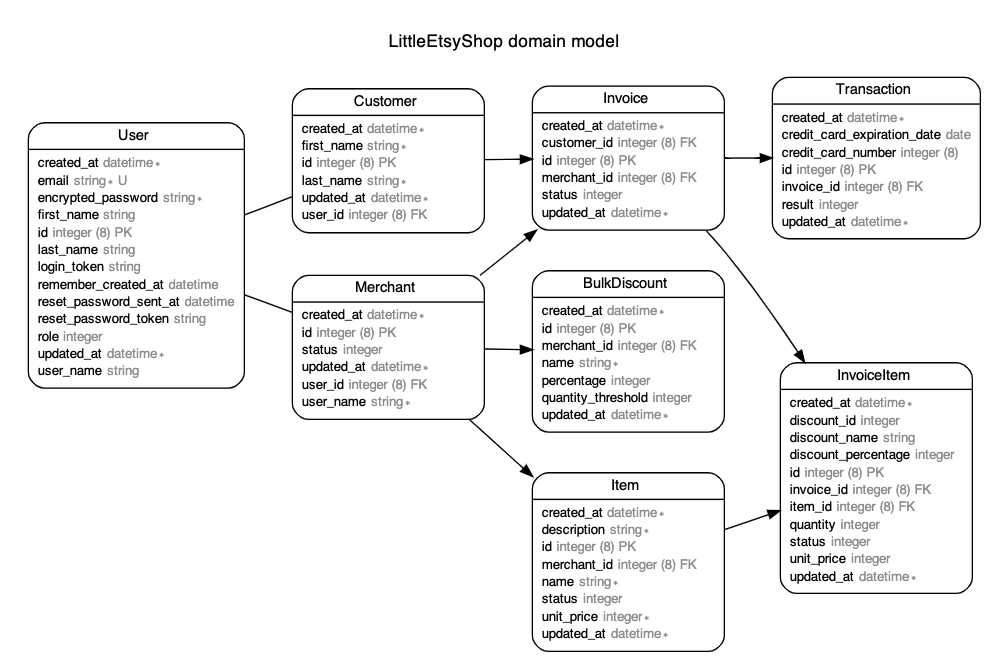 LittleEtsyShop domain model
User
created_at datetime *
email string * U
encrypted_password string *
first_name string
id integer (8) PK
last_name string
login_token string
remember_created_at datetime
reset_password_sent_at datetime
reset_password_token string
role integer
updated_at datetime *
user_name string
Customer
created_at datetime *
first_name string *
id integer (8) PK
last_name string *
updated_at datetime *
user_id integer (8) FK
Merchant
created_at datetime *
id integer (8) PK
status integer
updated_at datetime *
user_id integer (8) FK
user_name string *
Invoice
created_at datetime *
customer_id integer (8) FK
id integer (8) PK
merchant_id integer (8) FK
status integer
updated_at datetime *
BulkDiscount
created_at datetime *
id integer (8) PK
merchant_id integer (8) FK
name string *
percentage integer
quantity_threshold integer
updated_at datetime *
Item
created_at datetime *
description string *
id integer (8) PK
merchant_id integer (8) FK
name string *
status integer
unit_price integer *
updated_at datetime *
Transaction
created_at datetime *
credit_card_expiration_date date
credit_card_number integer (8)
id integer (8) PK
invoice_id integer (8) FK
result integer
updated_at datetime *
InvoiceItem
created_at datetime *
discount_id integer
discount_name string
discount_percentage integer
id integer (8) PK
invoice_id integer (8) FK
item_id integer (8) FK
quantity integer
status integer
unit_price integer
updated_at datetime *